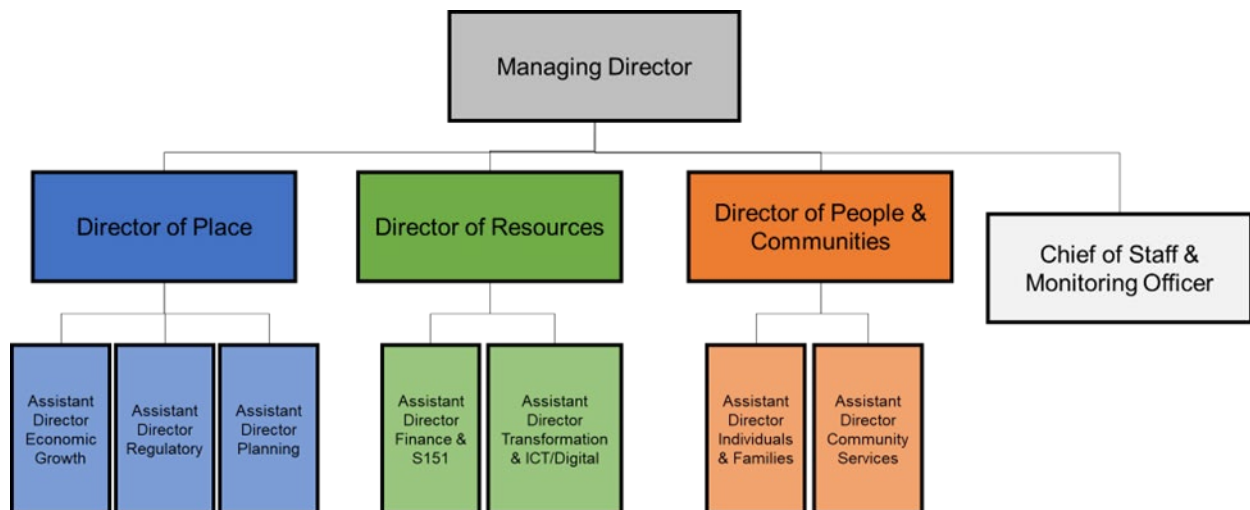 Managing Director
Director of Place
Director of Resources
Director of People &
Communities
Chief of Staff &
Monitoring Officer
Assistant
Director
Economic
Growth
Assistant
Director
Regulatory
Assistant
Director
Planning
Assistant
Director
Finance &
S151
Assistant
Director
Transformation
& ICT/Digital
Assistant
Director
Individuals
& Families
Assistant
Director
Community
Services